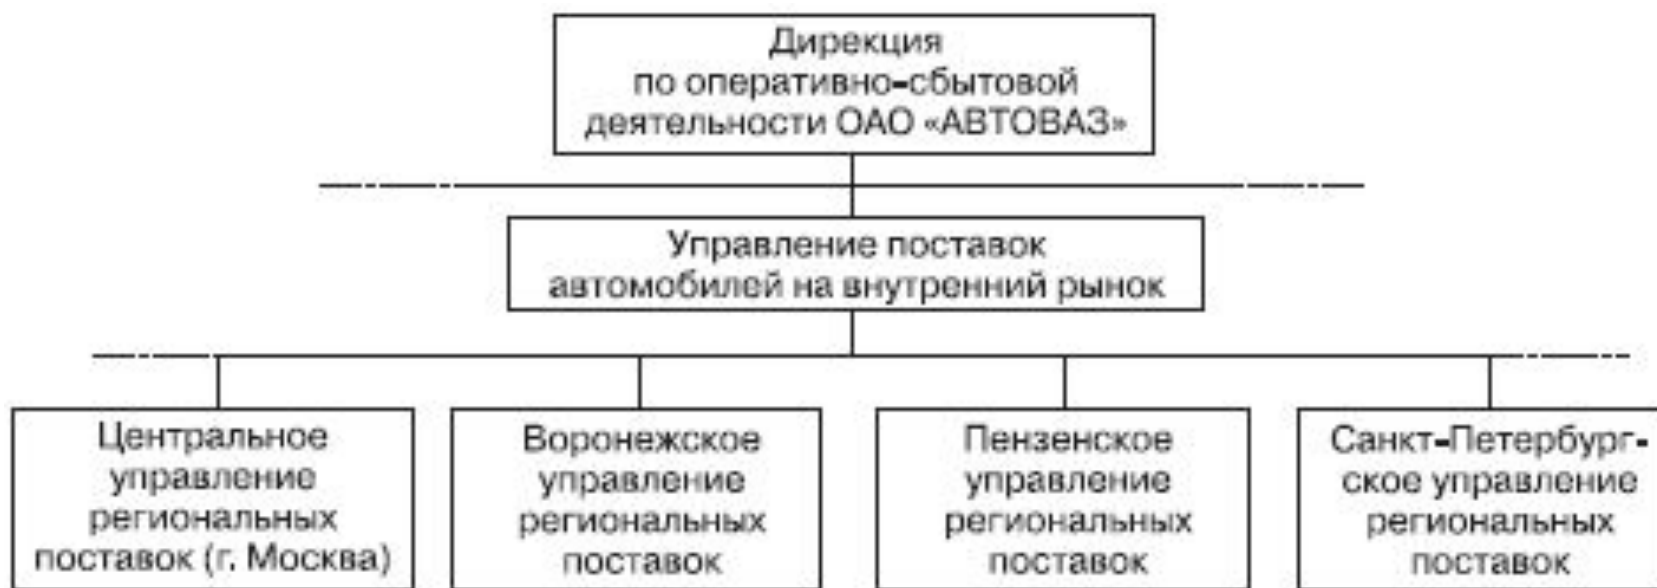 Дирекция
по оперативно-сбытовой
деятельности ОАО «АВТОВАЗ»
Управление поставок
автомобилей на внутренний рынок
Центральное
управление
региональных
поставок (г. Москва)
Воронежское
управление
региональных
поставок
Пензенское
управление
региональных
поставок
Санкт-Петербург-
ское управление
региональных
поставок